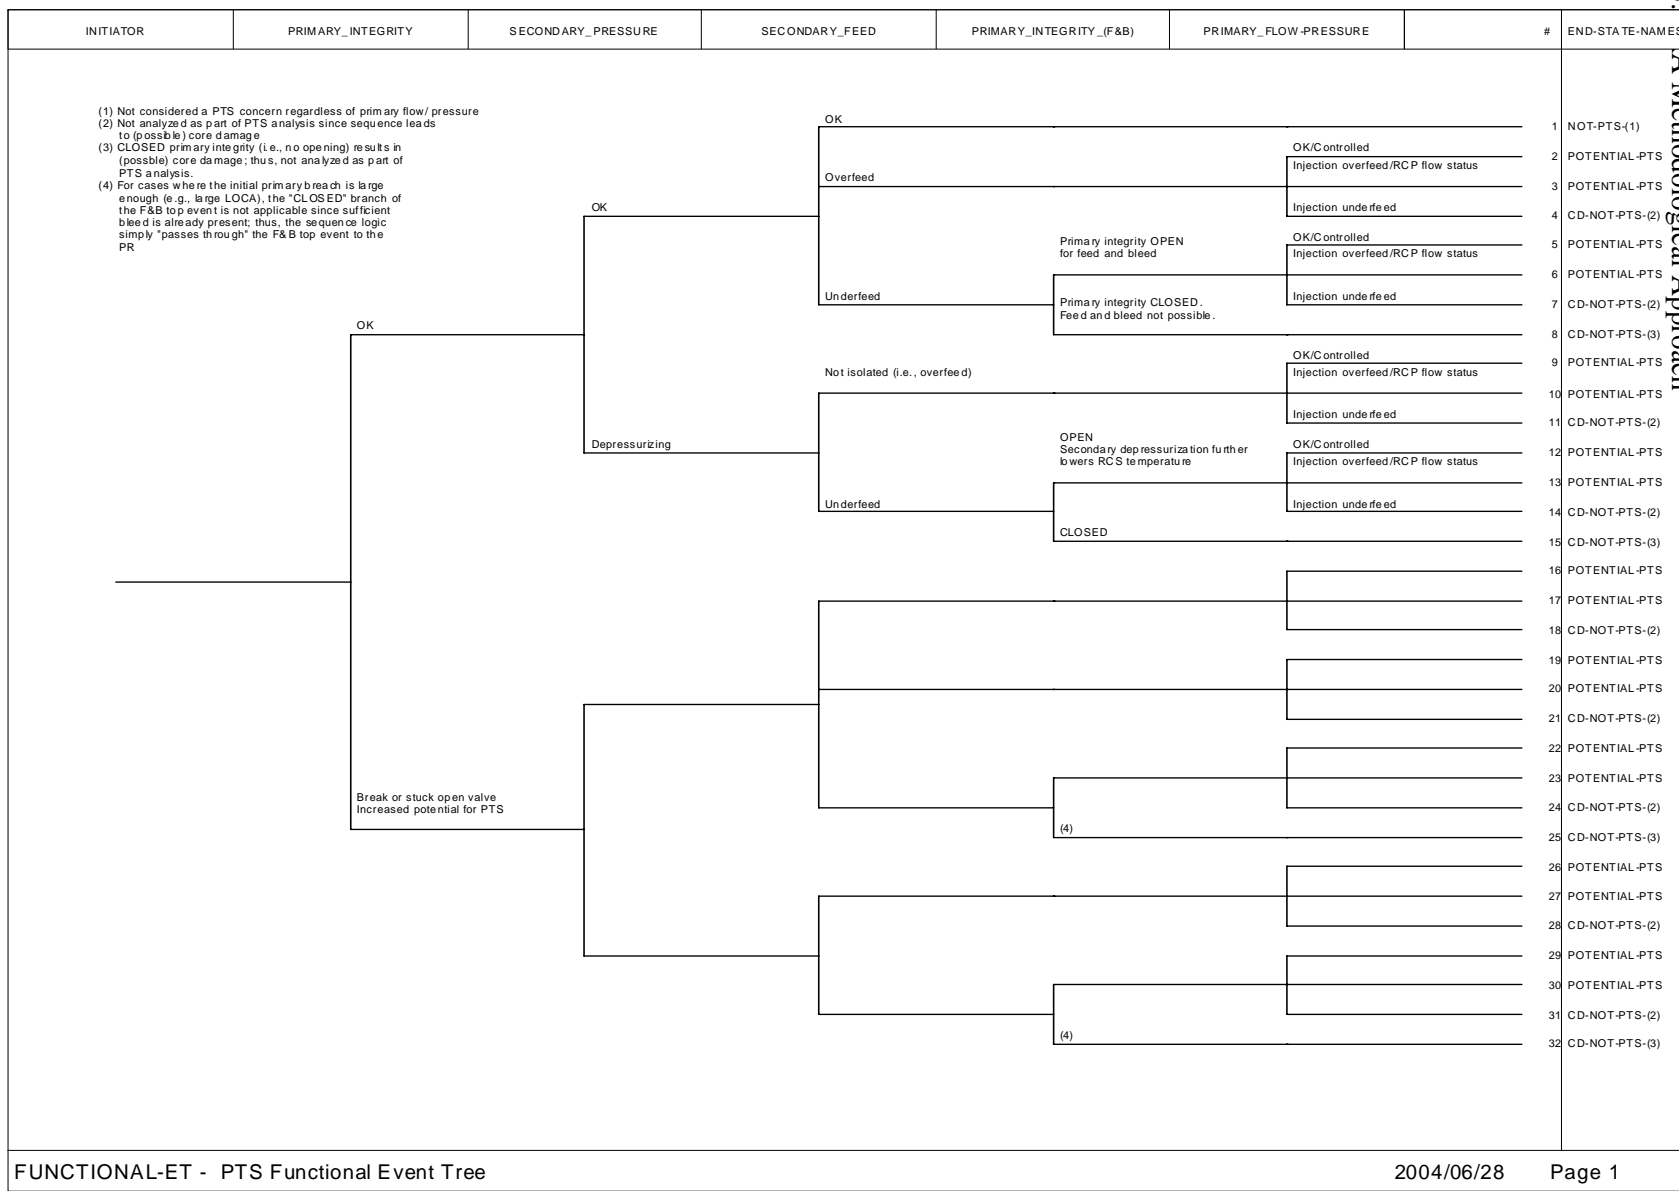 INITIATOR PRIMARY_INTEGRITY SECONDARY_PRESSURE SECONDARY_FEED PRIMARY_INTEGRITY_(F&B) PRIMARY_FLOW-PRESSURE # END-STATE-NAMES
A Methodological Approach
(1) Not considered a PTS concern regardless of primary flow/ pressure
(2) Not analyzed as part of PTS analysis since sequence leads
to (possible) core damage
(3) CLOSED primary integrity (i.e., no opening) results in
(possble) core damage; thus, not analyzed as part of
PTS analysis.
(4) For cases where the initial primary breach is large
enough (e.g., large LOCA), the "CLOSED" branch of
the F&B top event is not applicable since sufficient
bleed is already present; thus, the sequence logic
simply "passes through" the F&B top event to the
PR
OK
1 NOT-PTS-(1)
OK/Controlled
2 POTENTIAL-PTS
Injection overfeed/RCP flow status
Overfeed
3 POTENTIAL-PTS
Injection underfeed
4 CD-NOT-PTS-(2)
OK
Primary integrity OPEN
for feed and bleed
OK/Controlled
5 POTENTIAL-PTS
Injection overfeed/RCP flow status
6 POTENTIAL-PTS
Underfeed
Injection underfeed
7 CD-NOT-PTS-(2)
Primary integrity CLOSED.
Feed and bleed not possible.
8 CD-NOT-PTS-(3)
OK
OK/Controlled
9 POTENTIAL-PTS
Not isolated (i.e., overfeed)
Injection overfeed/RCP flow status
10 POTENTIAL-PTS
Injection underfeed
11 CD-NOT-PTS-(2)
Depressurizing
OPEN
Secondary depressurization further
lowers RCS temperature
OK/Controlled
12 POTENTIAL-PTS
Injection overfeed/RCP flow status
13 POTENTIAL-PTS
Underfeed
Injection underfeed
14 CD-NOT-PTS-(2)
CLOSED
15 CD-NOT-PTS-(3)
16 POTENTIAL-PTS
17 POTENTIAL-PTS
18 CD-NOT-PTS-(2)
19 POTENTIAL-PTS
20 POTENTIAL-PTS
21 CD-NOT-PTS-(2)
22 POTENTIAL-PTS
23 POTENTIAL-PTS
Break or stuck open valve
Increased potential for PTS
24 CD-NOT-PTS-(2)
(4)
25 CD-NOT-PTS-(3)
26 POTENTIAL-PTS
27 POTENTIAL-PTS
28 CD-NOT-PTS-(2)
29 POTENTIAL-PTS
30 POTENTIAL-PTS
31 CD-NOT-PTS-(2)
(4)
32 CD-NOT-PTS-(3)
FUNCTIONAL-ET - PTS Functional Event Tree 2004/06/28 Page 1